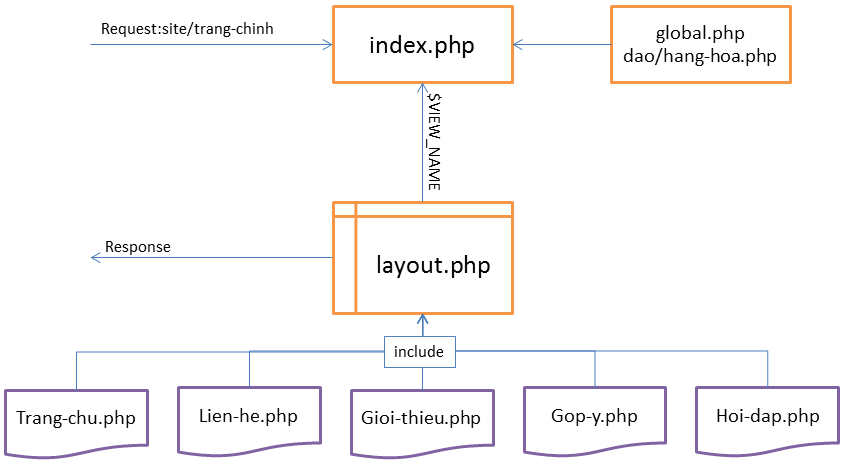 Request:site/trang-chinh
index.php
global.php
dao/hang-hoa.php
$VIEW_NAME
Response
layout.php
include
Trang-chu.php
Lien-he.php
Gioi-thieu.php
Gop-y.php
Hoi-dap.php